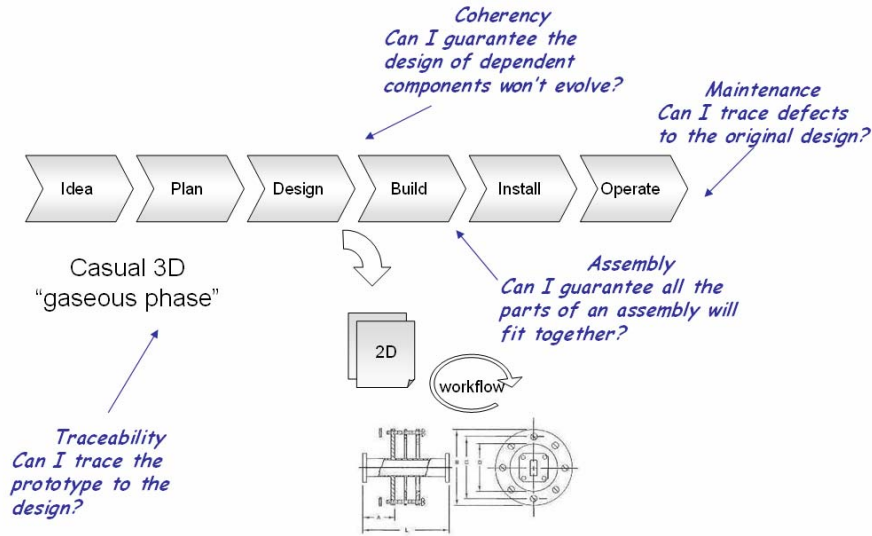 Coherency
Can I guarantee the
design of dependent
components won't evolve?
Maintenance
Can I trace defects
to the original design?
Idea
Plan
Design
Build
Install
Operate
Casual 3D
"gaseous phase"
Assembly
Can I guarantee all the
parts of an assembly will
fit together?
2D
workflow
Traceability
Can I trace the
prototype to the
design?
A
L